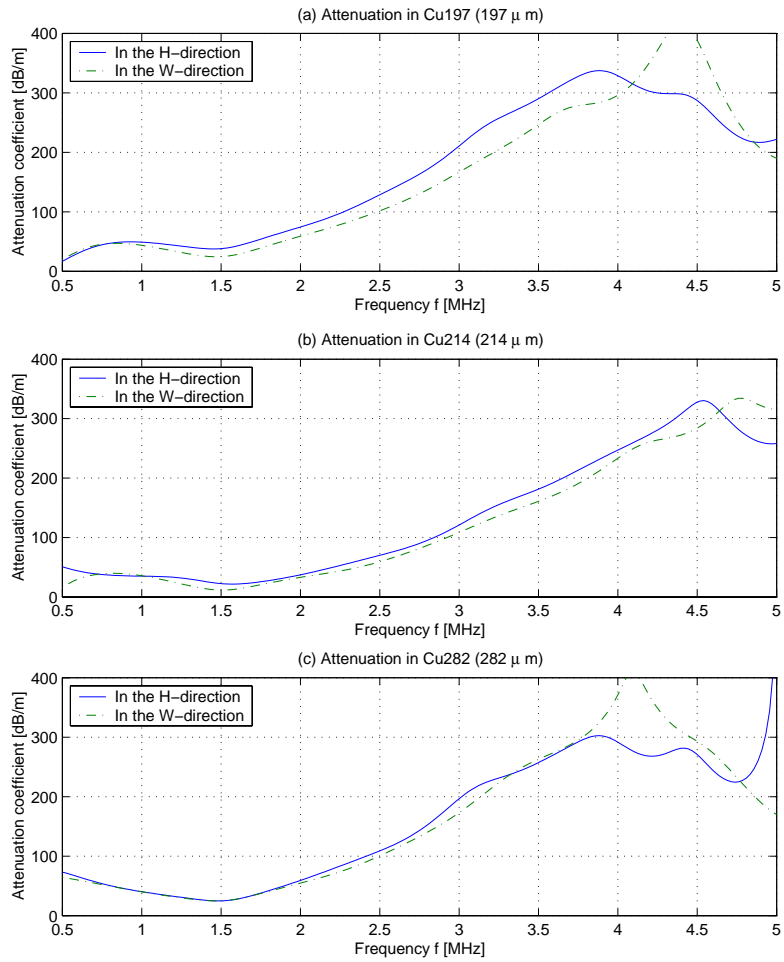 (a) Attenuation in Cu197 (197 μ m)
Attenuation coefficient [dB/m]
400
300
200
100
0
In the H−direction
In the W−direction
0.5 1 1.5 2 2.5 3 3.5 4 4.5 5
Frequency f [MHz]
(b) Attenuation in Cu214 (214 μ m)
Attenuation coefficient [dB/m]
400
300
200
100
0
In the H−direction
In the W−direction
0.5 1 1.5 2 2.5 3 3.5 4 4.5 5
Frequency f [MHz]
(c) Attenuation in Cu282 (282 μ m)
Attenuation coefficient [dB/m]
400
300
200
100
0
In the H−direction
In the W−direction
0.5 1 1.5 2 2.5 3 3.5 4 4.5 5
Frequency f [MHz]